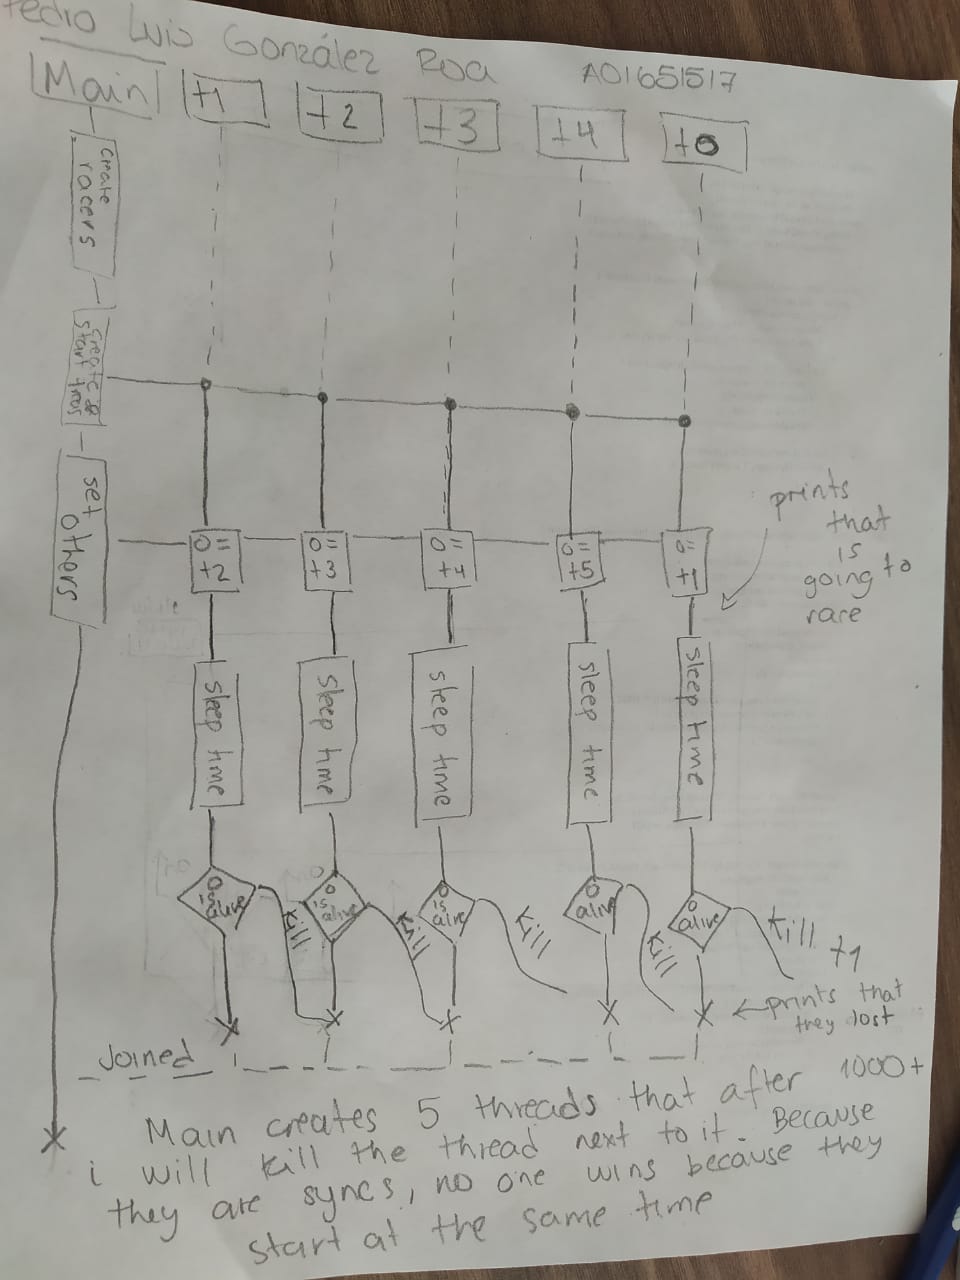 Pedro Luis González Roa A01651517
Main t1 t2 t3 t4 t0
Create
racers
Create &
start
set
others
O=
t2
O=
t3
O=
t4
O=
t5
O=
t1
prints
that
is
going to
rare
sleep time
sleep time
sleep time
sleep time
sleep time
O is
alive
O
is
alive
O
is
alive
O
alive
O
alive
Kill
Kill
Kill
Kill
Kill t1
prints that
they lost
Joined
Main creates 5 threads that after 1000+
i will kill the thread next to it. Because
they are syncs, no one wins because they
start at the same time